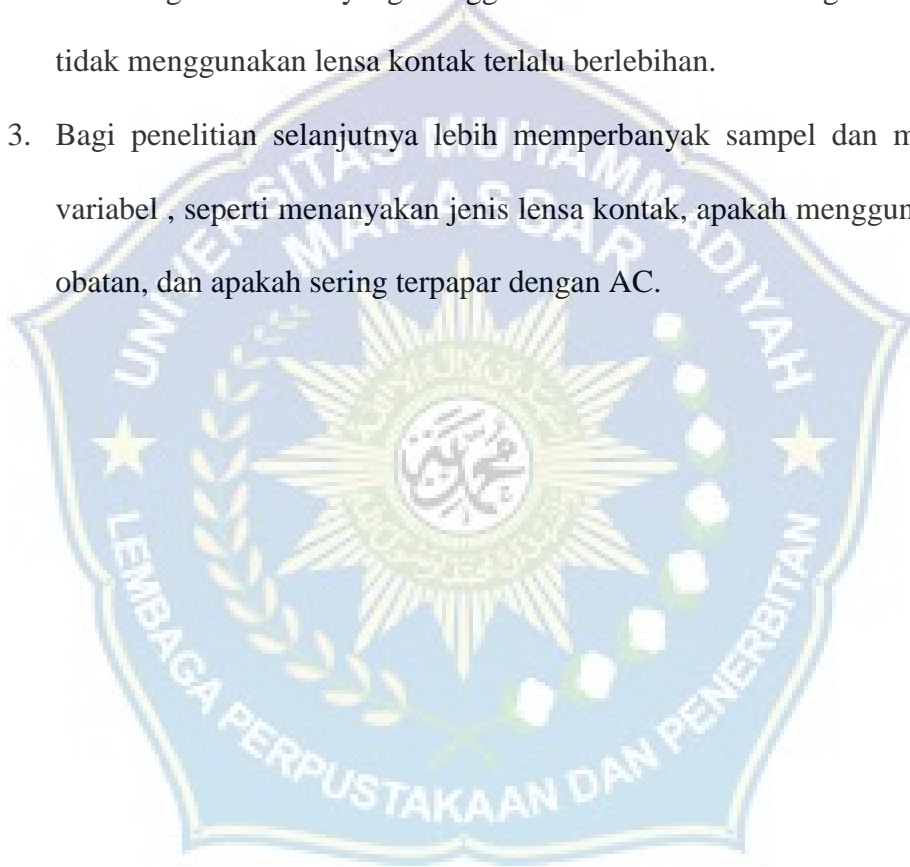 tidak menggunakan lensa kontak terlalu berlebihan.
3. Bagi penelitian selanjutnya lebih memperbanyak sampel dan m
variabel , seperti menanyakan jenis lensa kontak, apakah menggun
obatan, dan apakah sering terpapar dengan AC.
UNIVERSITAS MUHAMMADIYAH
MAKASSAR
LEMBAGA PERPUSTAKAAN DAN PENERBITAN